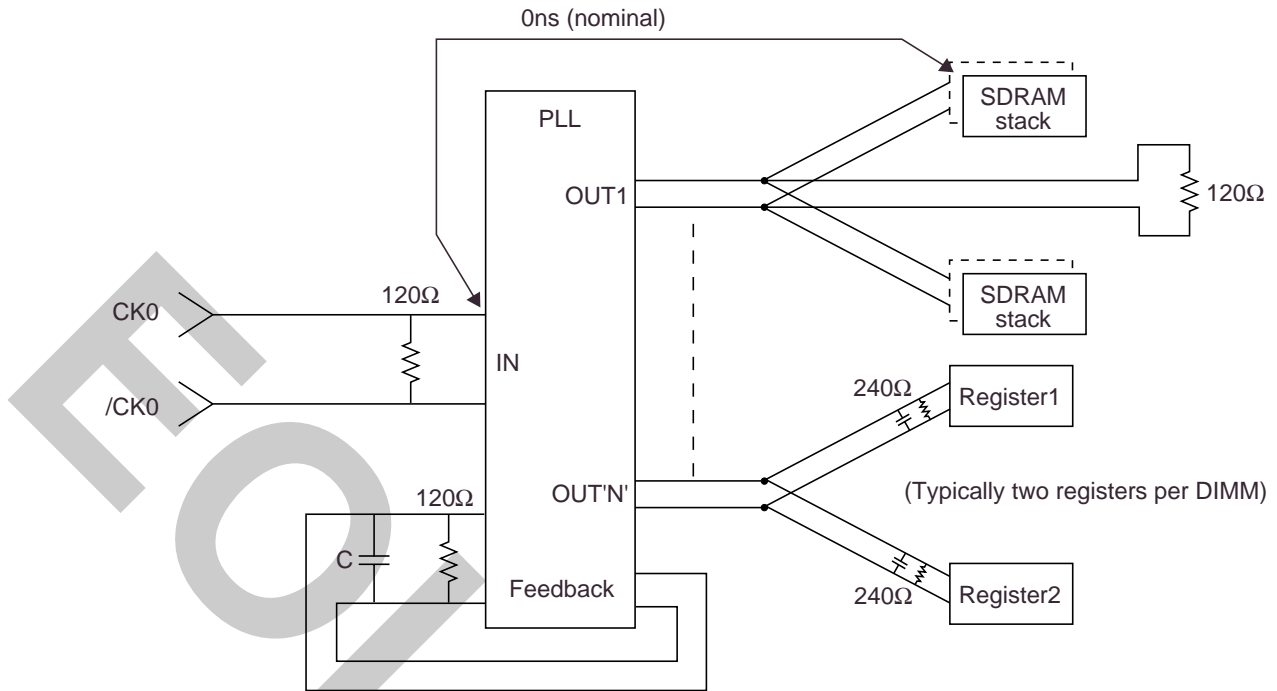 0ns (nominal)
PLL
SDRAM
stack
OUT1
120Ω
SDRAM
stack
CK0
120Ω
IN
/CK0
240Ω
Register1
120Ω
OUT'N'
(Typically two registers per DIMM)
C
Feedback
240Ω
Register2